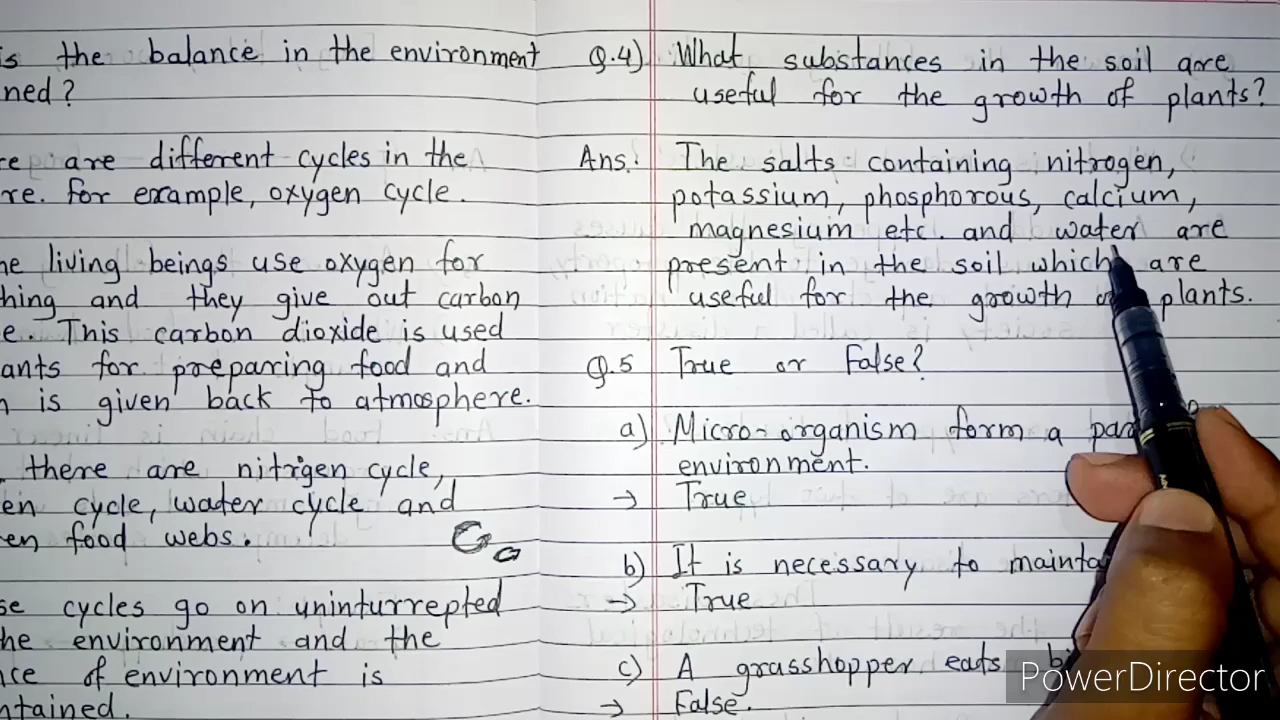 is the balance in the environment
ned?
re are different cycles in the
re. for example, oxygen cycle.
he living beings use oxygen for
hing and they give out carbon
e. This carbon dioxide is used
ants for preparing food and
n is given back to atmosphere.
there are nitrigen cycle,
en cycle, water cycle and
en food webs.
se cycles go on uninturrepted
he environment and the
nce of environment is
ntained.
Q.4) What substances in the soil are
useful for the growth of plants?
Ans: The salts containing nitrogen,
potassium, phosphorous, calcium,
magnesium etc. and water are
present in the soil which are
useful for the growth plants.
Q.5 True or False?
a) Micro-organism form a
environment.
→ True
b) It is necessary to
→ True
c) A grasshopper eats
→ False.
PowerDirector